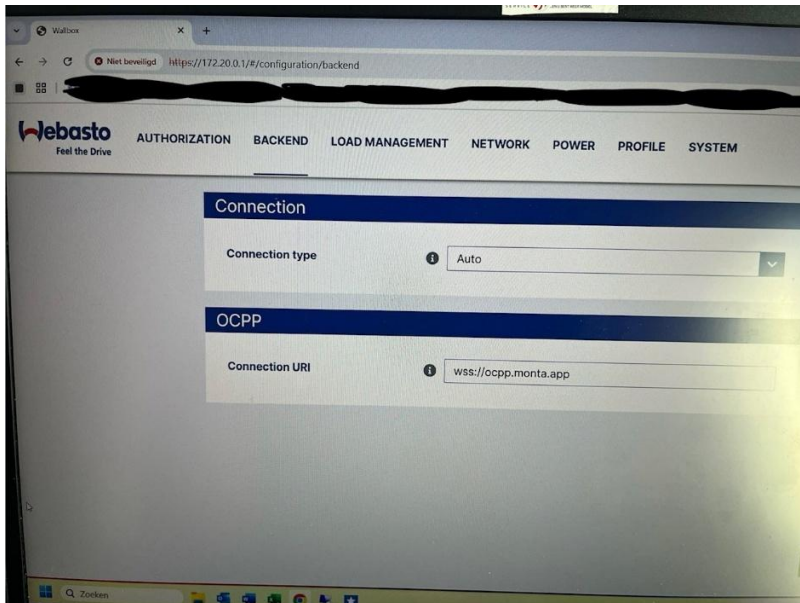 Wallbox
Niet beveiligd https://172.20.0.1/#/configuration/backend
Webasto
Feel the Drive
AUTHORIZATION BACKEND LOAD MANAGEMENT NETWORK POWER PROFILE SYSTEM
Connection
Connection type Auto
OCPP
Connection URI wss://ocpp.monta.app
Zoeken